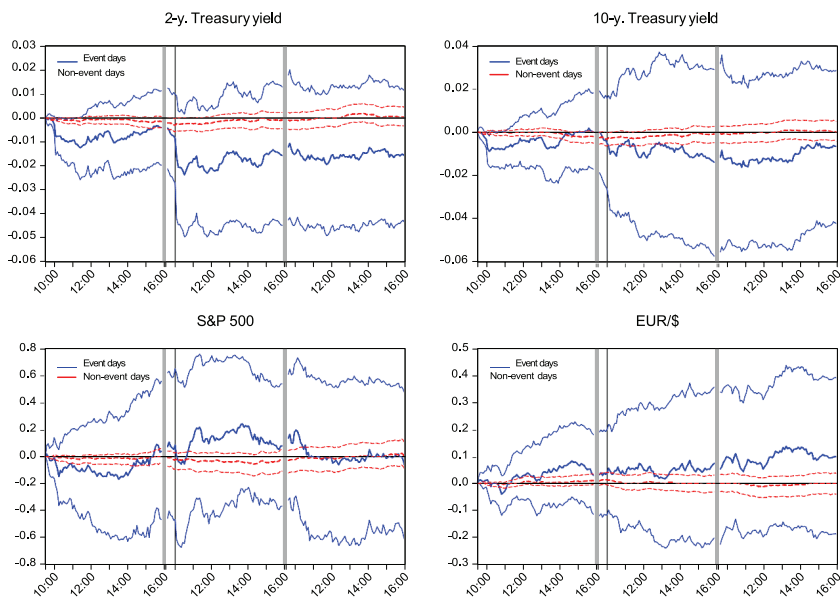 2-y. Treasury yield
0.03
0.02
0.01
0.00
-0.01
-0.02
-0.03
-0.04
-0.05
-0.06
Event days
Non-event days
10:00 12:00 14:00 16:00 12:00 14:00 16:00 12:00 14:00 16:00
10-y. Treasury yield
0.04
0.02
0.00
-0.02
-0.04
-0.06
Event days
Non-event days
10:00 12:00 14:00 16:00 12:00 14:00 16:00 12:00 14:00 16:00
S&P 500
0.8
0.6
0.4
0.2
0.0
-0.2
-0.4
-0.6
-0.8
Event days
Non-event days
10:00 12:00 14:00 16:00 12:00 14:00 16:00 12:00 14:00 16:00
EUR/$
0.5
0.4
0.3
0.2
0.1
0.0
-0.1
-0.2
-0.3
Event days
Non-event days
10:00 12:00 14:00 16:00 12:00 14:00 16:00 12:00 14:00 16:00